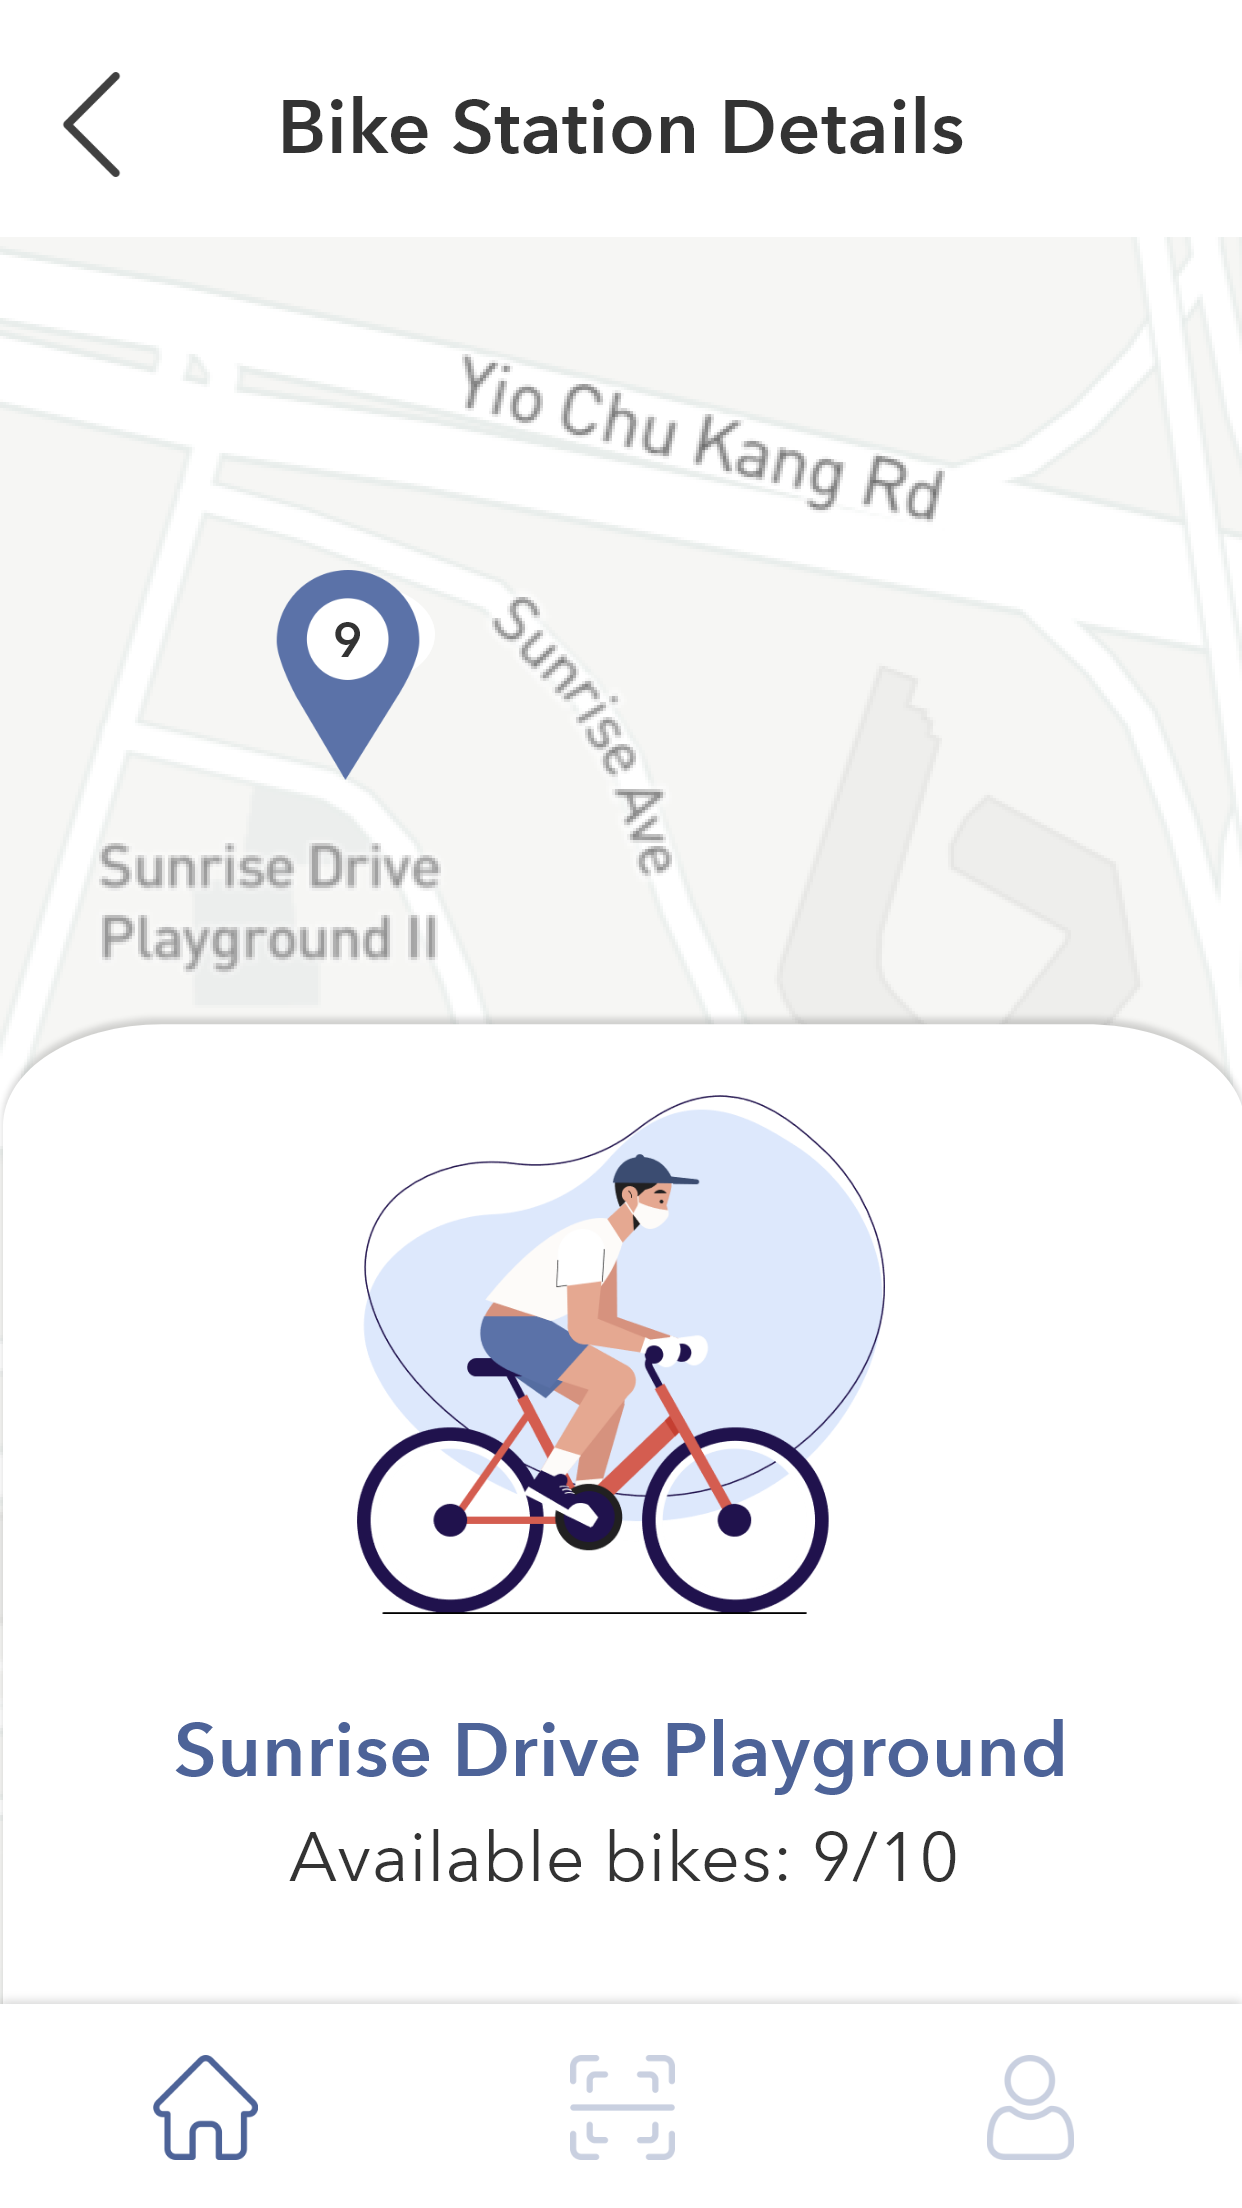 Bike Station Details
Yio Chu Kang Rd
9
Sunrise Ave
Sunrise Drive
Playground II
Sunrise Drive Playground
Available bikes: 9/10